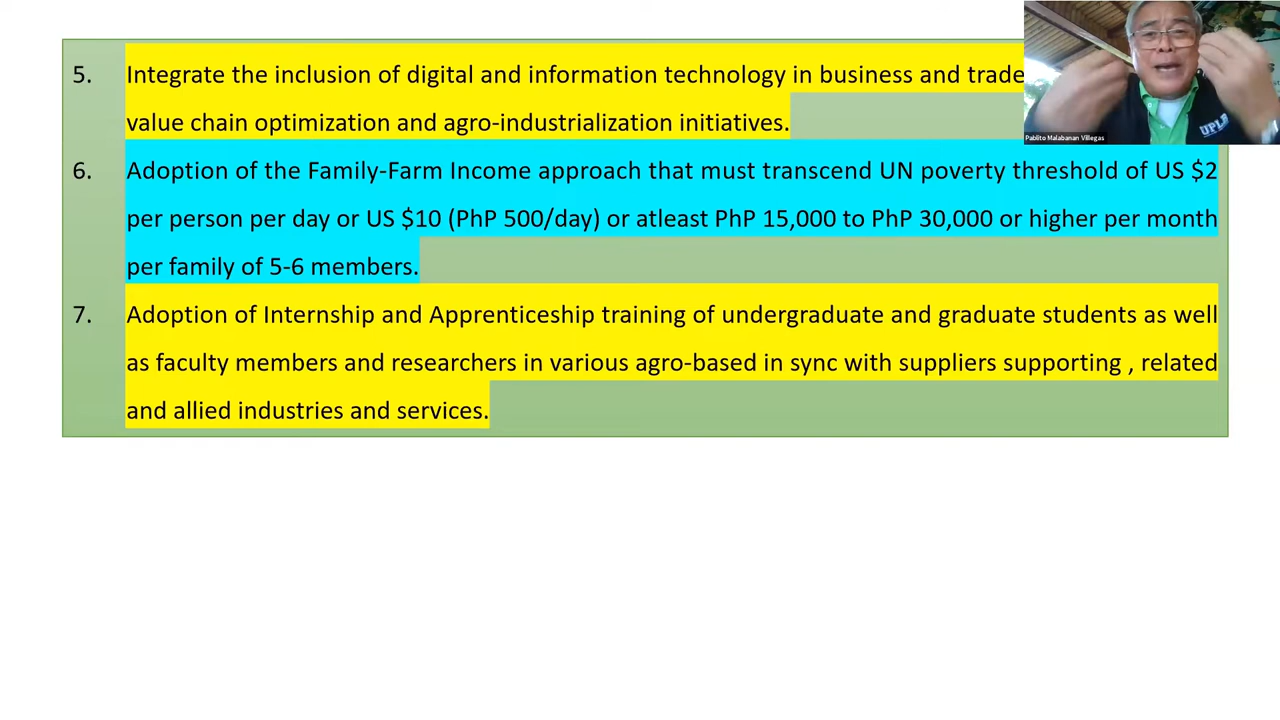 5. Integrate the inclusion of digital and information technology in business and trade
value chain optimization and agro-industrialization initiatives.
6. Adoption of the Family-Farm Income approach that must transcend UN poverty threshold of US $2
per person per day or US $10 (PhP 500/day) or atleast PhP 15,000 to PhP 30,000 or higher per month
per family of 5-6 members.
7. Adoption of Internship and Apprenticeship training of undergraduate and graduate students as well
as faculty members and researchers in various agro-based in sync with suppliers supporting , related
and allied industries and services.
UPLB
Pablito Malabanan Villegas